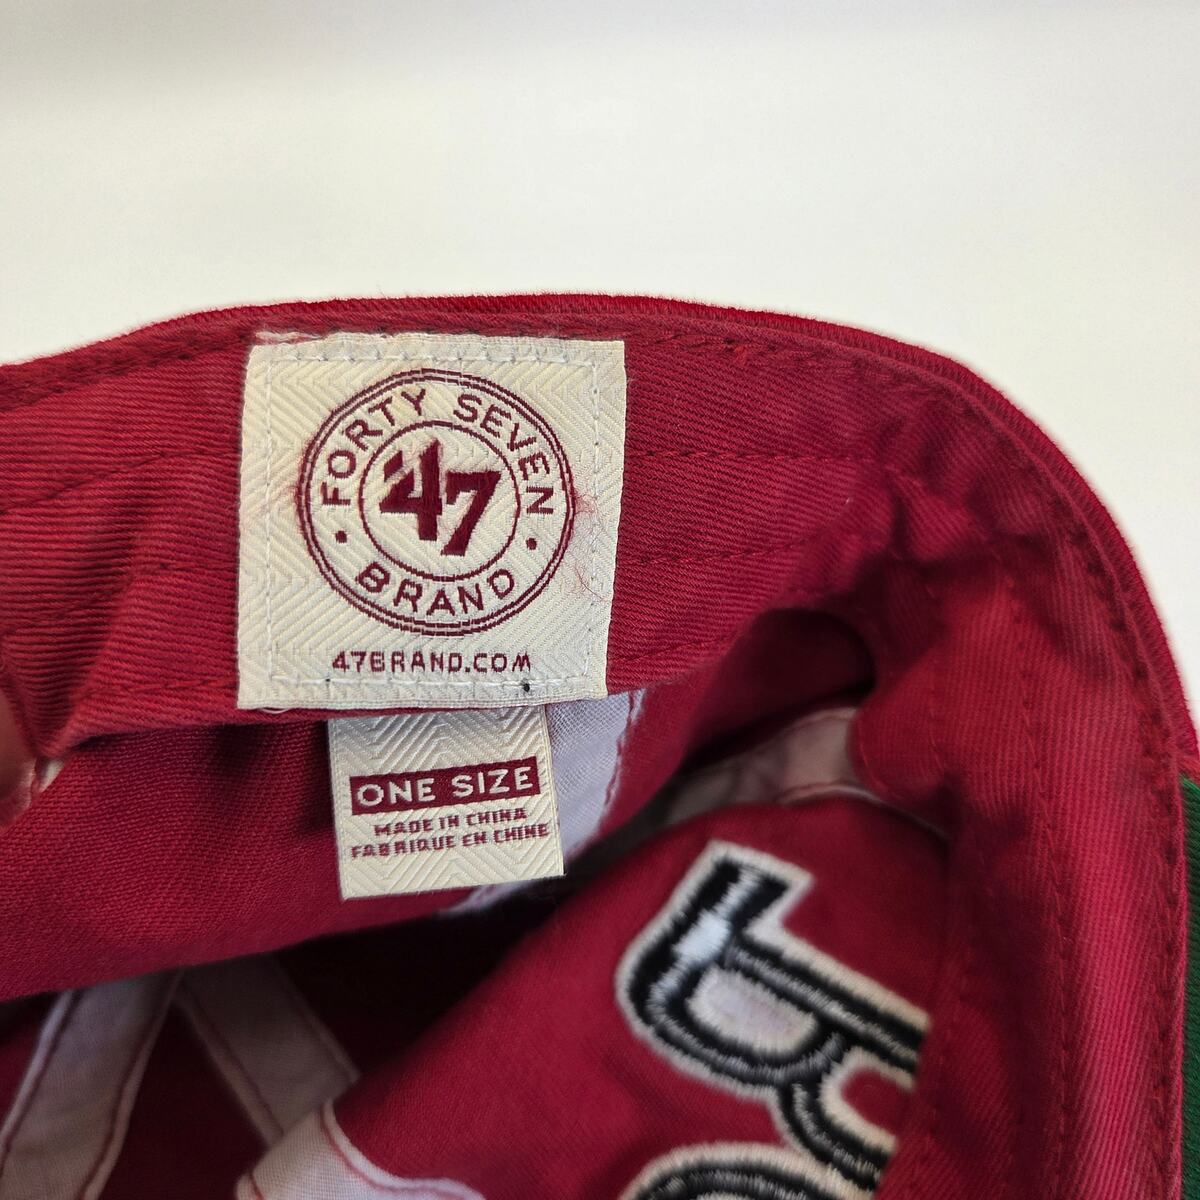 FORTY SEVEN
47
BRAND
47BRAND.COM
ONE SIZE
MADE IN CHINA
FABRIQUE EN CHINE